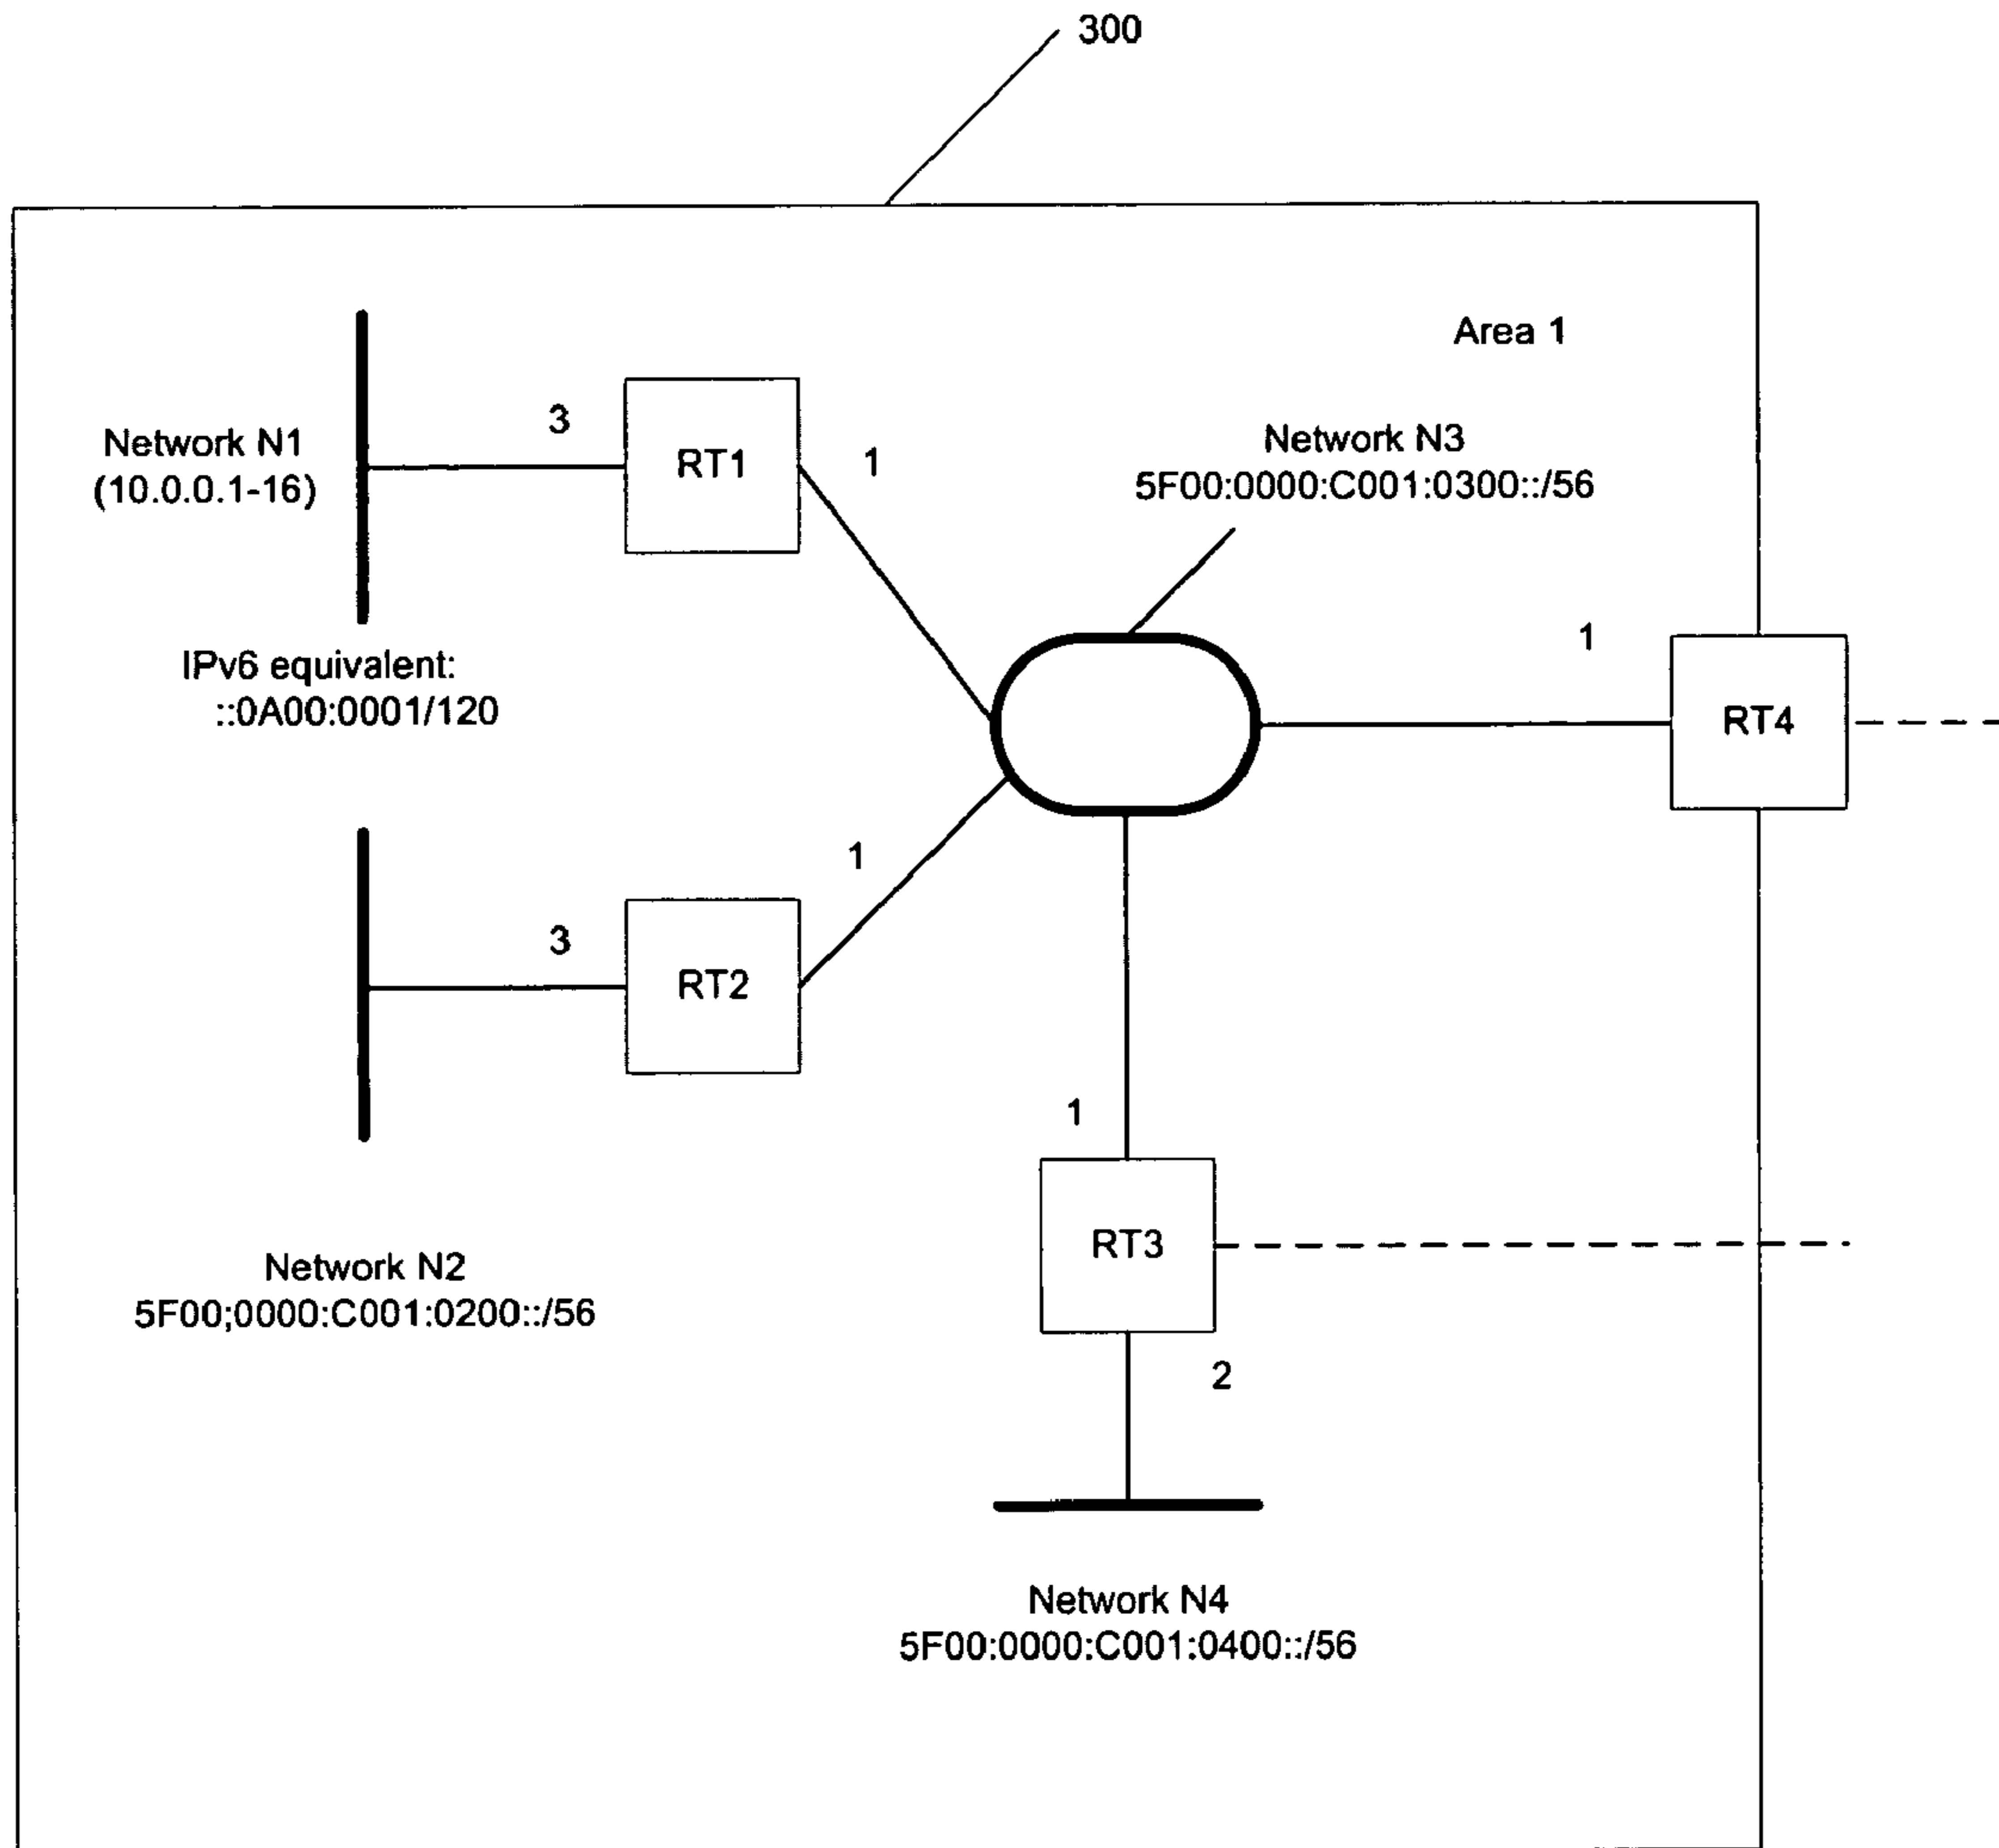 300
Area 1
3
Network N1
(10.0.0.1-16)
RT1
1
Network N3
5F00:0000:C001:0300::/56
IPv6 equivalent:
::0A00:0001/120
1
RT4
1
3
RT2
1
RT3
Network N2
5F00;0000:C001:0200::/56
2
Network N4
5F00:0000:C001:0400::/56